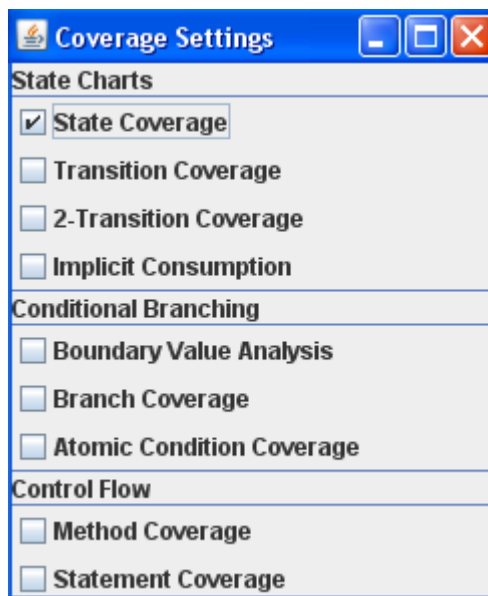 Coverage Settings
State Charts
State Coverage
Transition Coverage
2-Transition Coverage
Implicit Consumption
Conditional Branching
Boundary Value Analysis
Branch Coverage
Atomic Condition Coverage
Control Flow
Method Coverage
Statement Coverage